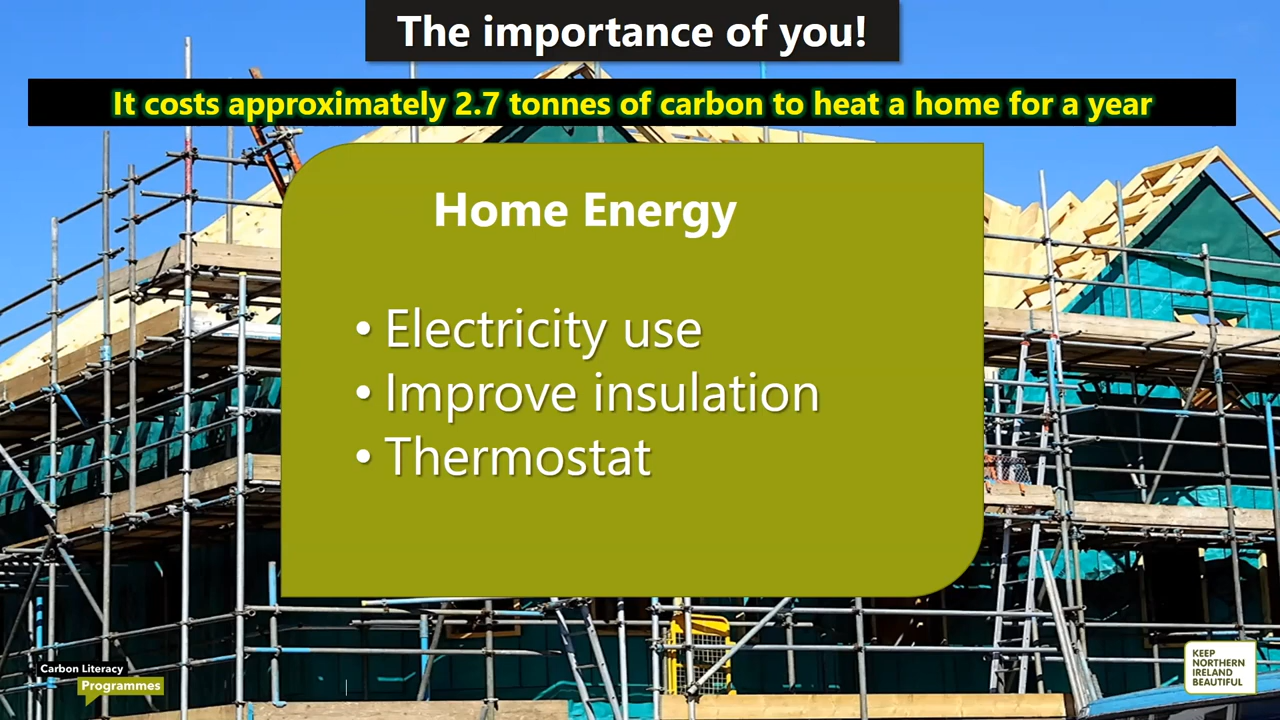 The importance of you!
It costs approximately 2.7 tonnes of carbon to heat a home for a year
Home Energy
• Electricity use
• Improve insulation
• Thermostat
Carbon Literacy
Programmes
KEEP
NORTHERN
IRELAND
BEAUTIFUL